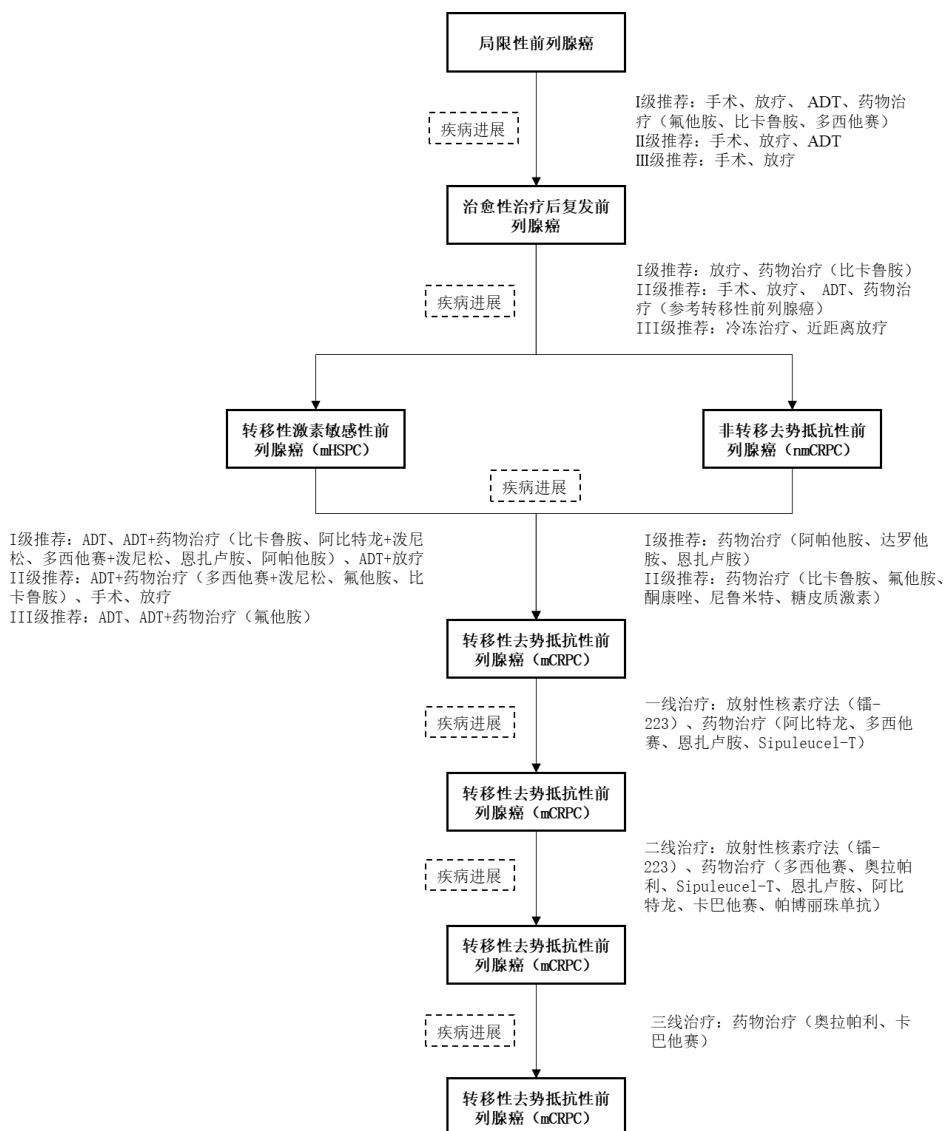 局限性前列腺癌
疾病进展
I级推荐：手术、放疗、 ADT、药物治
疗（氟他胺、比卡鲁胺、多西他赛）
II级推荐：手术、放疗、ADT
III级推荐：手术、放疗
治愈性治疗后复发前
列腺癌
疾病进展
I级推荐：放疗、药物治疗（比卡鲁胺）
II级推荐：手术、放疗、 ADT、药物治
疗（参考转移性前列腺癌）
III级推荐：冷冻治疗、近距离放疗
转移性激素敏感性前
列腺癌（mHSPC）
非转移去势抵抗性前
列腺癌（nmCRPC）
疾病进展
I级推荐：ADT、ADT+药物治疗（比卡鲁胺、阿比特龙+泼尼
松、多西他赛+泼尼松、恩扎卢胺、阿帕他胺）、ADT+放疗
II级推荐：ADT+药物治疗（多西他赛+泼尼松、氟他胺、比
卡鲁胺）、手术、放疗
III级推荐：ADT、ADT+药物治疗（氟他胺）
I级推荐：药物治疗（阿帕他胺、达罗他
胺、恩扎卢胺）
II级推荐：药物治疗（比卡鲁胺、氟他胺、
酮康唑、尼鲁米特、糖皮质激素）
转移性去势抵抗性前
列腺癌（mCRPC）
疾病进展
一线治疗：放射性核素疗法（镭-
223）、药物治疗（阿比特龙、多西他
赛、恩扎卢胺、Sipuleucel-T）
转移性去势抵抗性前
列腺癌（mCRPC）
疾病进展
二线治疗：放射性核素疗法（镭-
223）、药物治疗（多西他赛、奥拉帕
利、Sipuleucel-T、恩扎卢胺、阿比
特龙、卡巴他赛、帕博丽珠单抗）
转移性去势抵抗性前
列腺癌（mCRPC）
疾病进展
三线治疗：药物治疗（奥拉帕利、卡
巴他赛）
转移性去势抵抗性前
列腺癌（mCRPC）